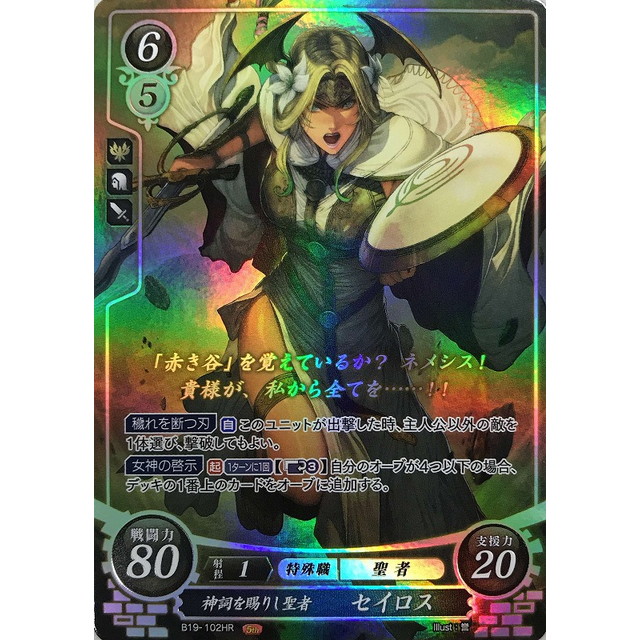 6
5
「赤き谷」を覚えているか? ネメシス!
貴様が、私から全てを……!!
穢れを断つ刃 自 このユニットが出撃した時、主人公以外の敵を
1体選び、撃破してもよい。
女神の啓示 起 1ターンに1回 【3】自分のオーブが4つ以下の場合、
デッキの1番上のカードをオーブに追加する。
戦闘力
80
射程 1 特殊職 聖者
支援力
20
神詞を賜りし聖者 セイロス
B19-102HR 5th Illust:誉